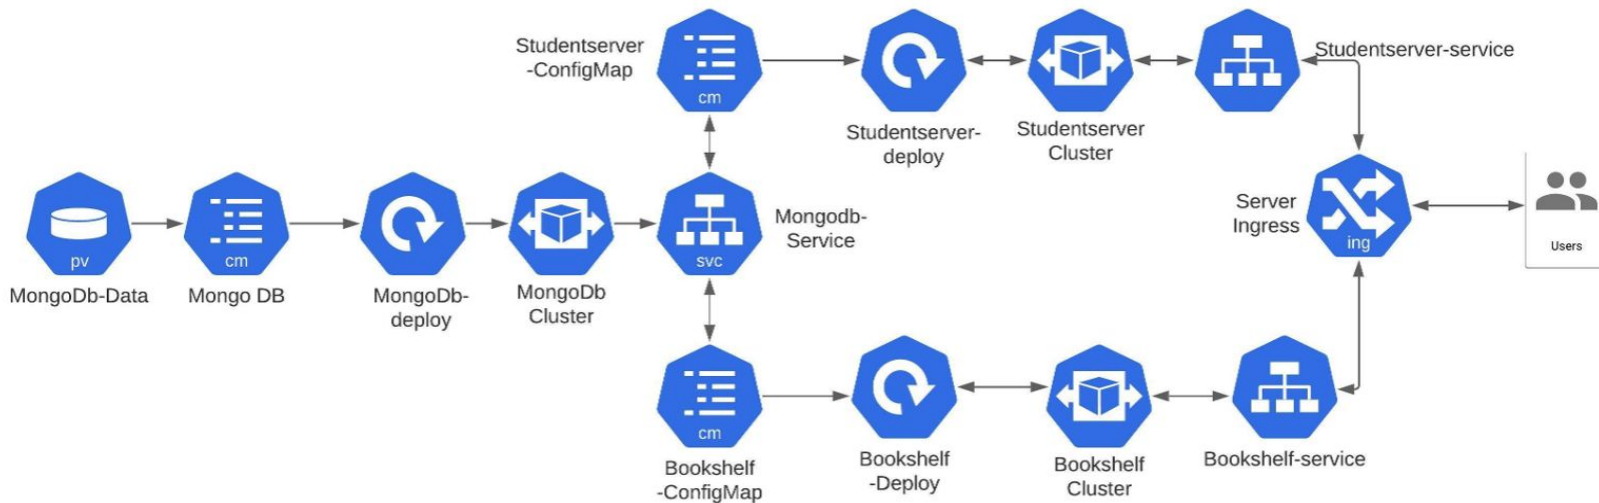 Studentserver
-ConfigMap
cm
Studentserver-
deploy
Studentserver
Cluster
Studentserver-service
pv
MongoDb-Data
cm
Mongo DB
MongoDb-
deploy
MongoDb
Cluster
svc
Mongodb-
Service
Server
Ingress
ing
Users
cm
Bookshelf
-ConfigMap
Bookshelf
-Deploy
Bookshelf
Cluster
Bookshelf-service